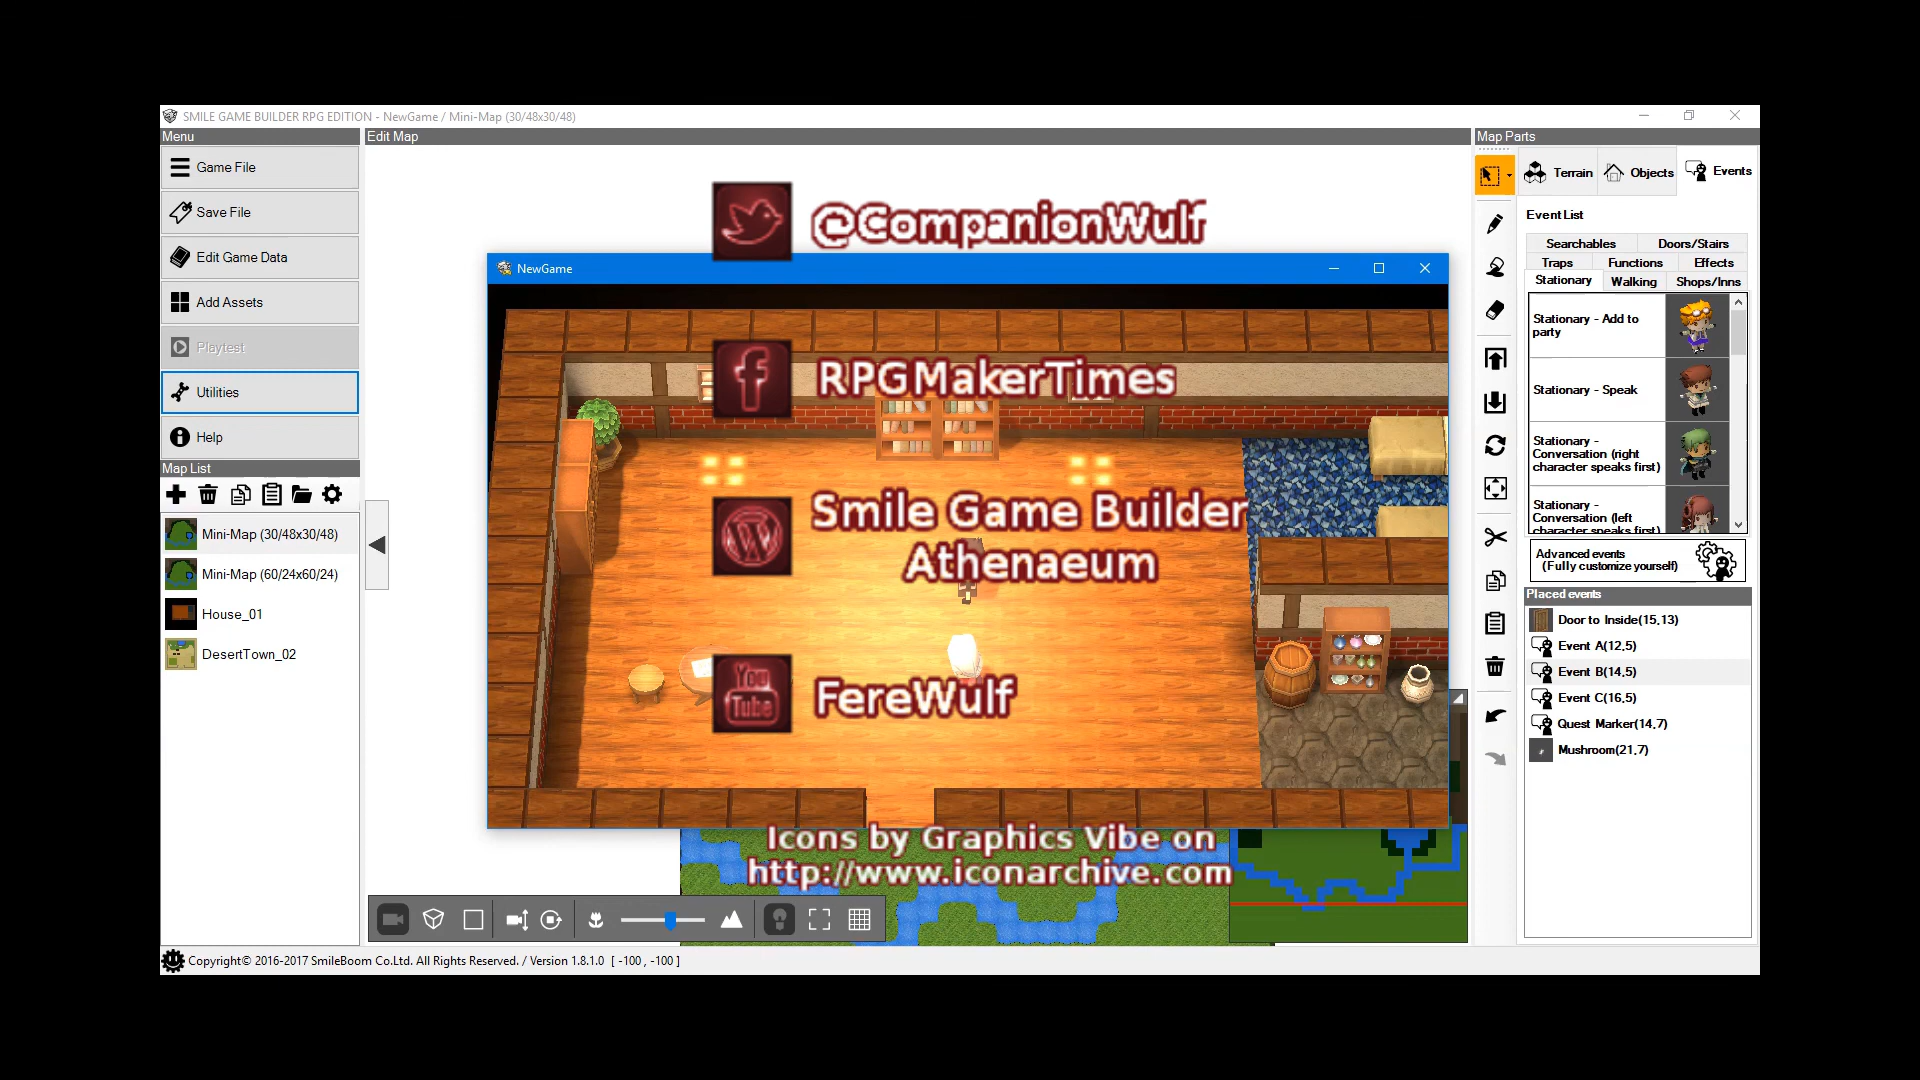 SMILE GAME BUILDER RPG EDITION - NewGame / Mini-Map (30/48x30/48)
Menu
Edit Map
Map Parts
Game File
Save File
Edit Game Data
Add Assets
Playtest
Utilities
Help
Map List
Mini-Map (30/48x30/48)
Mini-Map (60/24x60/24)
House_01
DesertTown_02
@CompanionWulf
NewGame
f
RPGMakerTimes
W
Smile Game Builder
Athenaeum
You
Tube
FereWulf
Icons by Graphics Vibe on
http://www.iconarchive.com
Terrain
Objects
Events
Event List
Searchables
Doors/Stairs
Traps
Functions
Effects
Stationary
Walking
Shops/Inns
Stationary - Add to
party
Stationary - Speak
Stationary -
Conversation (right
character speaks first)
Stationary -
Conversation (left
character speaks first)
Advanced events
(Fully customize yourself)
Placed events
Door to Inside(15,13)
Event A(12,5)
Event B(14,5)
Event C(16,5)
Quest Marker(14,7)
Mushroom(21,7)
Copyright© 2016-2017 SmileBoom Co.Ltd. All Rights Reserved. / Version 1.8.1.0 [ -100 , -100 ]